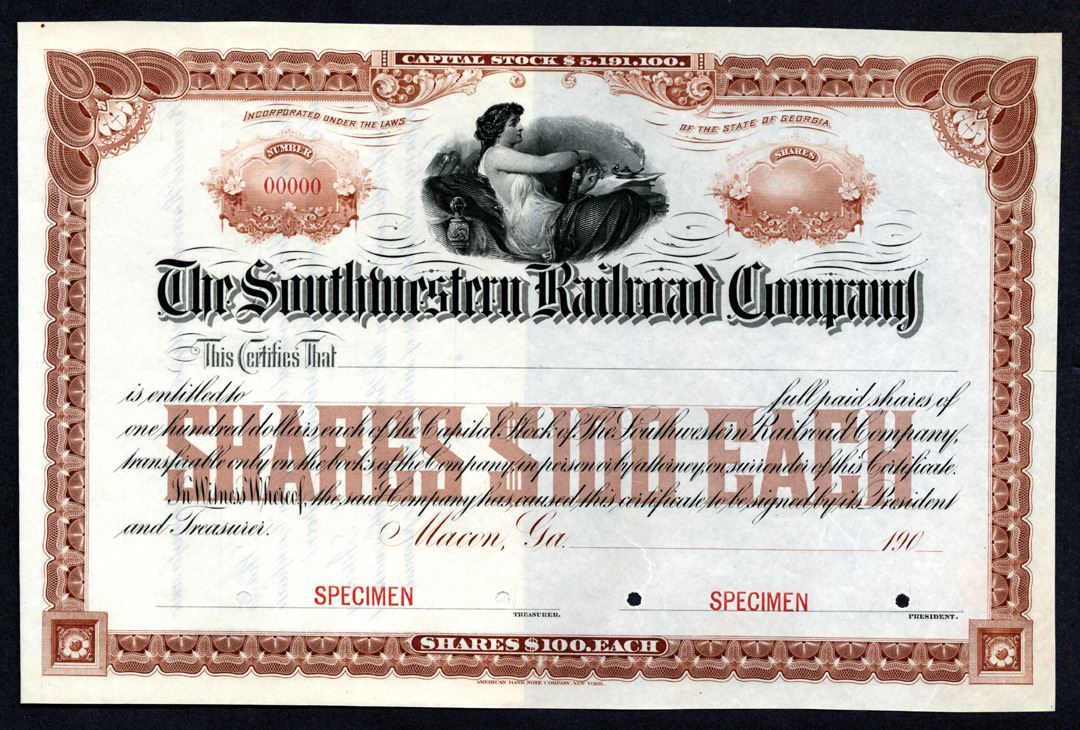 CAPITAL STOCK $5,191,100.
INCORPORATED UNDER THE LAWS OF THE STATE OF GEORGIA
NUMBER
00000
SHARES
The Southwestern Railroad Company
This Certifies That
is entitled to full paid shares of
one hundred dollars each of the Capital Stock of The Southwestern Railroad Company,
transferable only on the books of the Company, in person or by attorney, on surrender of this Certificate.
In Witness Whereof, the said Company has caused this certificate to be signed by its President
and Treasurer.
SHARES $100 EACH
Macon, Ga. 190
SPECIMEN SPECIMEN
TREASURER. PRESIDENT.
SHARES $100, EACH
AMERICAN BANK NOTE COMPANY, NEW YORK.